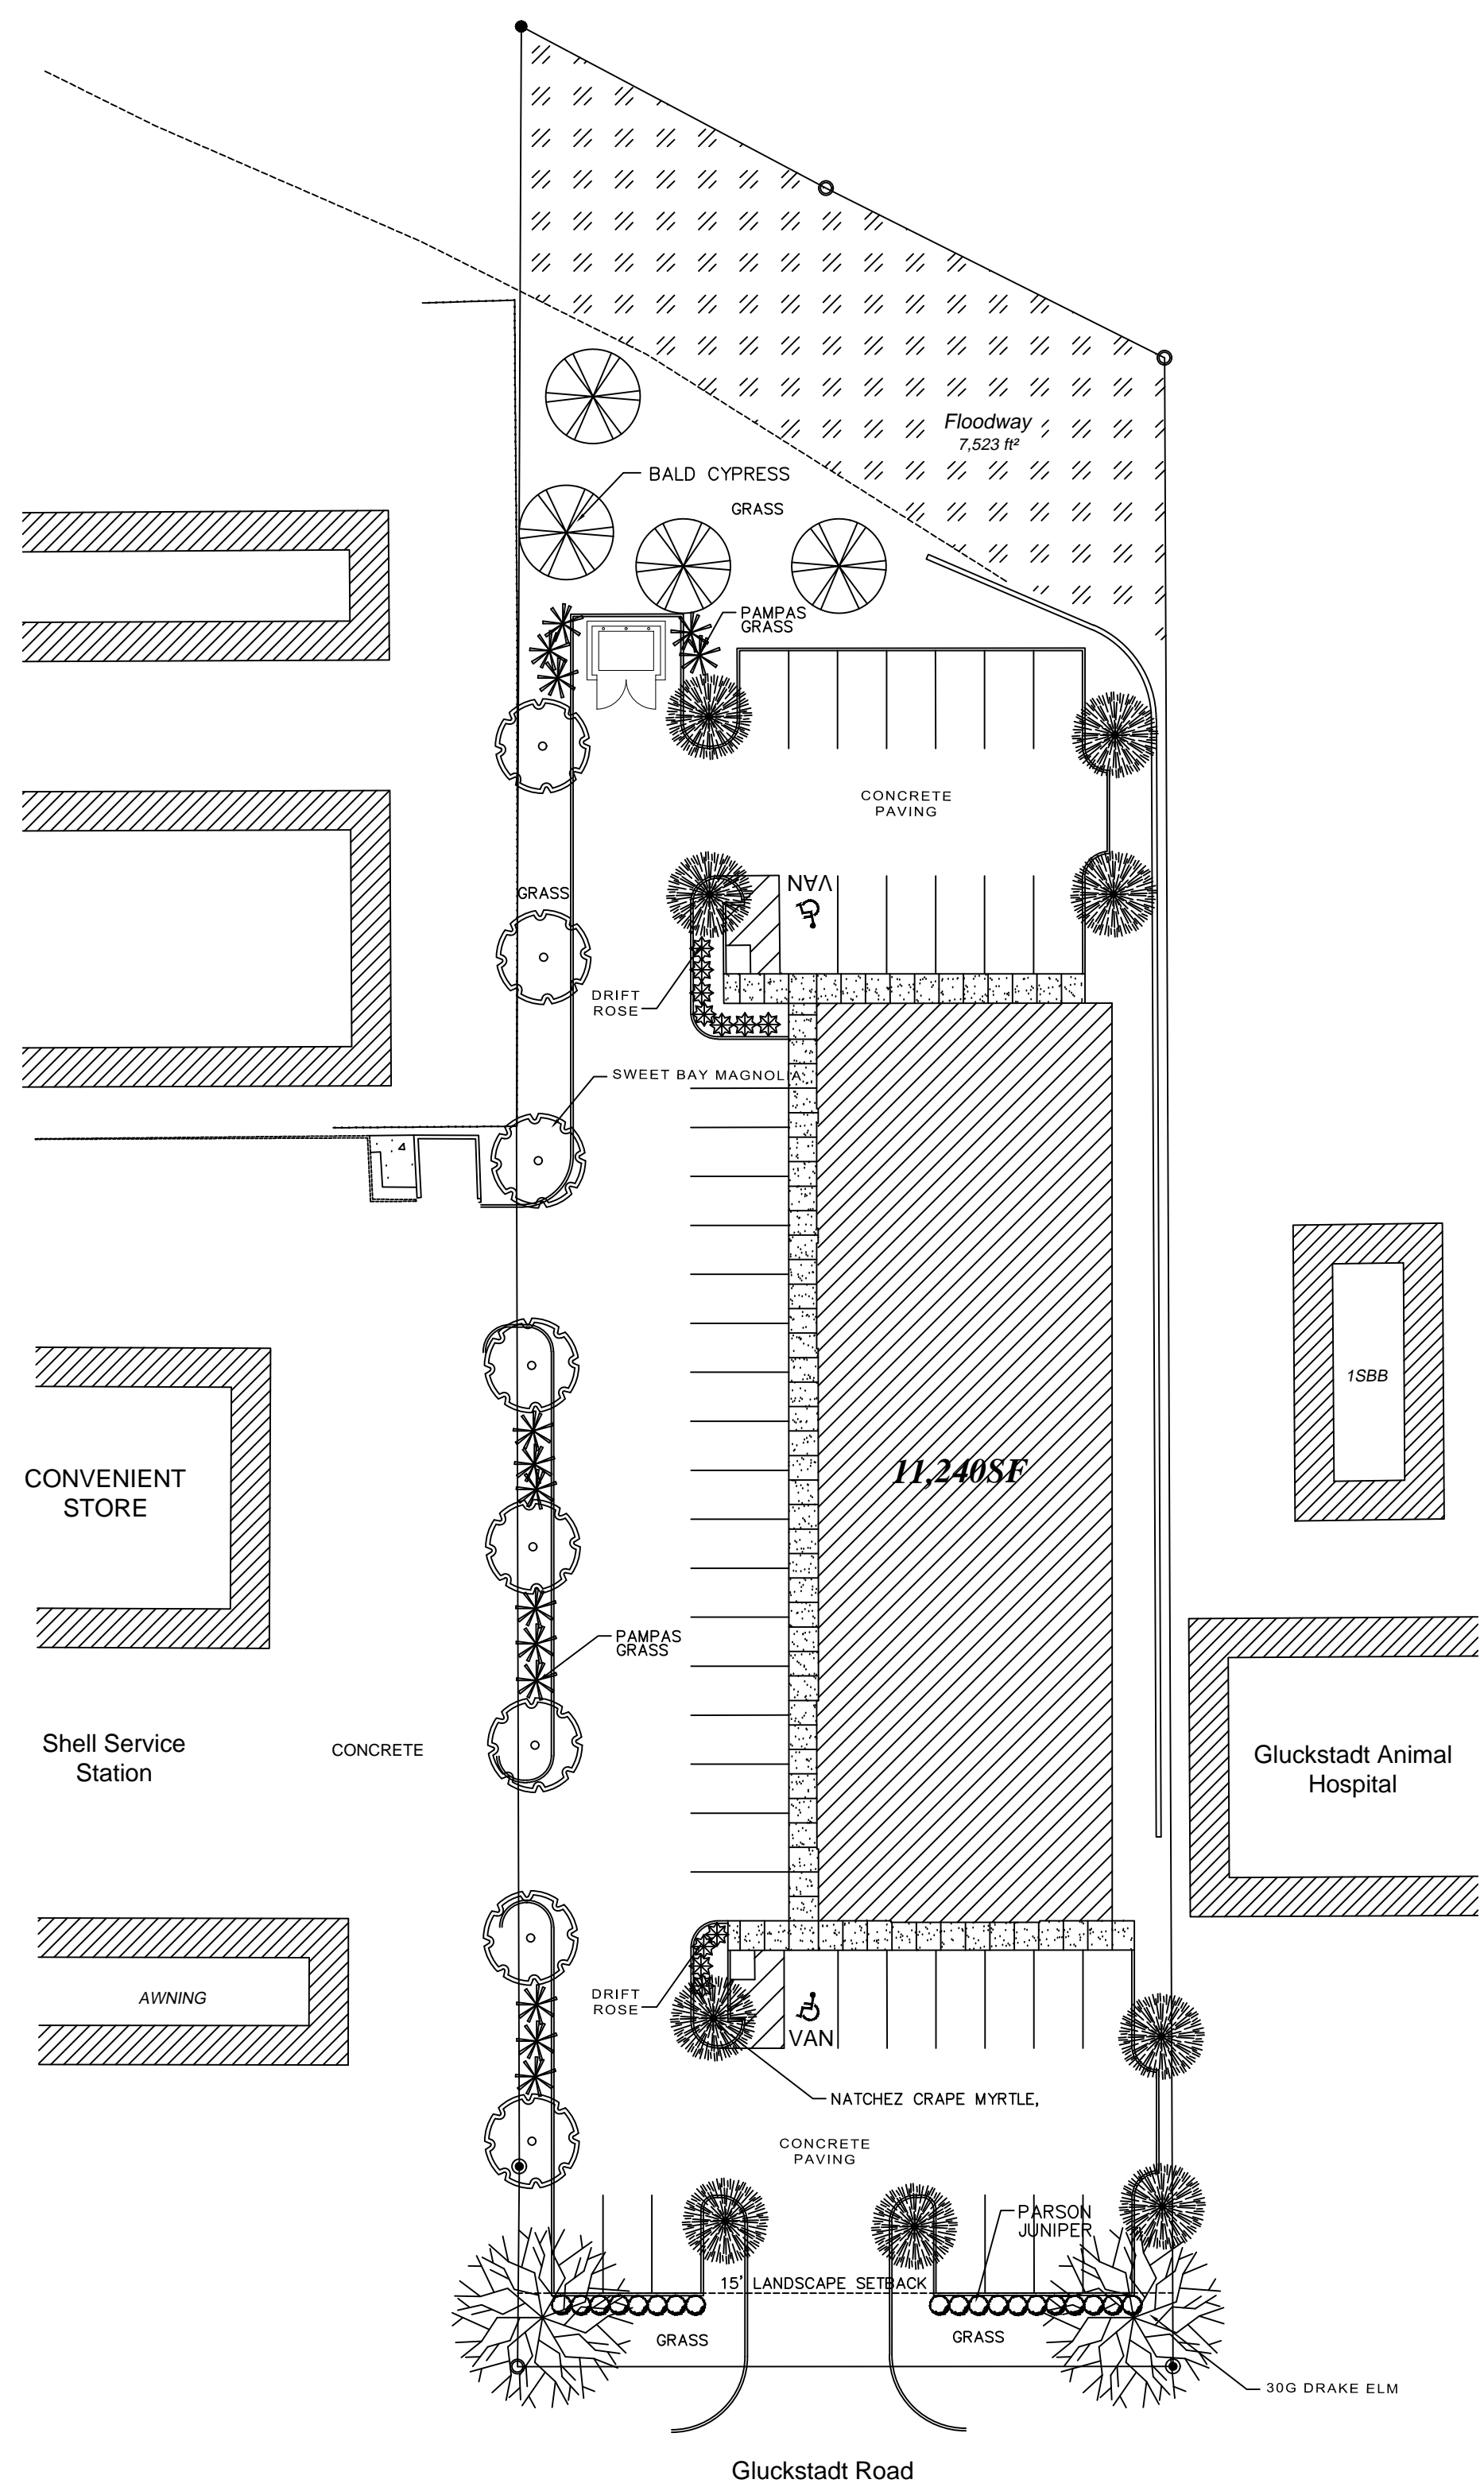 Floodway
7,523 ft²
BALD CYPRESS
GRASS
PAMPAS
GRASS
CONCRETE
PAVING
VAN
GRASS
DRIFT
ROSE
SWEET BAY MAGNOLIA
1SBB
CONVENIENT
STORE
11,240SF
PAMPAS
GRASS
Shell Service
Station
CONCRETE
Gluckstadt Animal
Hospital
AWNING
DRIFT
ROSE
VAN
NATCHEZ CRAPE MYRTLE,
CONCRETE
PAVING
PARSON
JUNIPER
15' LANDSCAPE SETBACK
GRASS
GRASS
30G DRAKE ELM
Gluckstadt Road